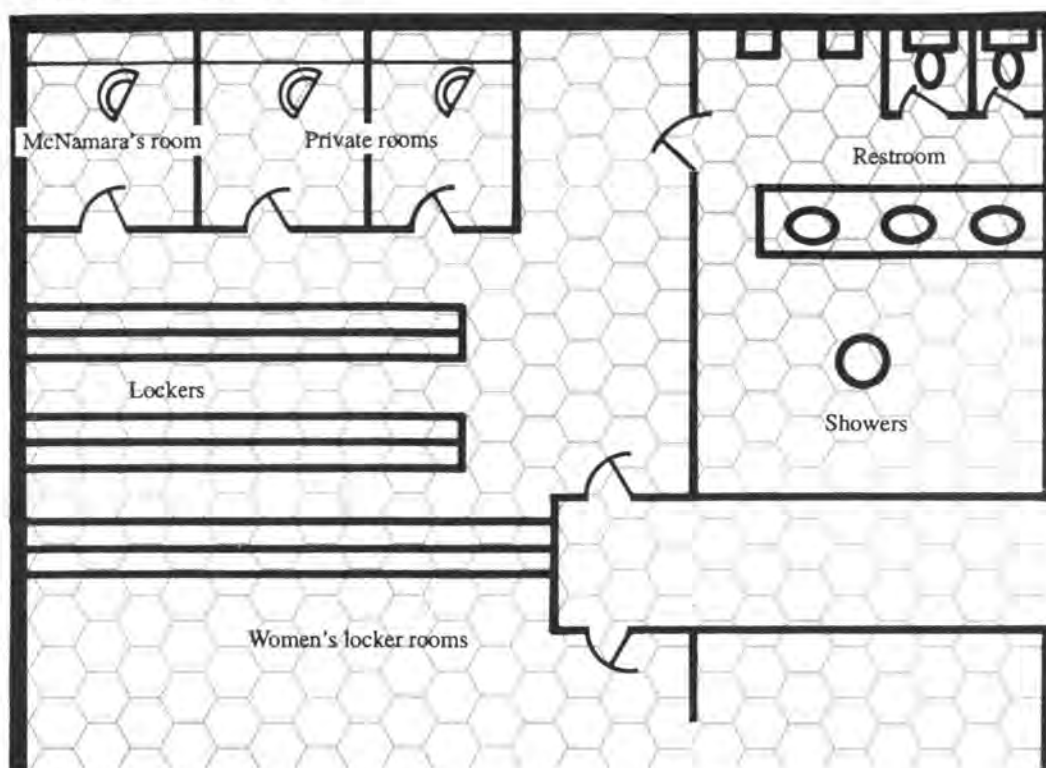 McNamara's room
Private rooms
Restroom
Lockers
Showers
Women's locker rooms